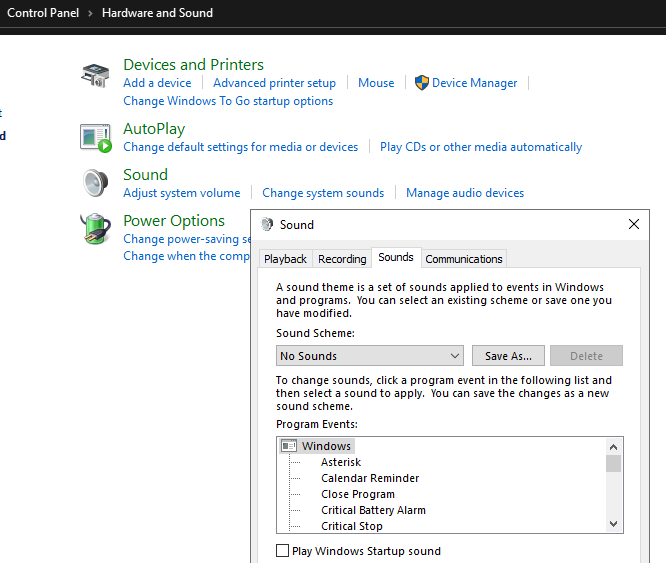 Control Panel > Hardware and Sound
Devices and Printers
Add a device Advanced printer setup Mouse Device Manager
Change Windows To Go startup options
AutoPlay
Change default settings for media or devices Play CDs or other media automatically
Sound
Adjust system volume Change system sounds Manage audio devices
Power Options
Change power-saving
Change when the
Sound
Playback Recording Sounds Communications
A sound theme is a set of sounds applied to events in Windows
and programs. You can select an existing scheme or save one you
have modified.
Sound Scheme:
No Sounds Save As... Delete
To change sounds, click a program event in the following list and
then select a sound to apply. You can save the changes as a new
sound scheme.
Program Events:
Windows
Asterisk
Calendar Reminder
Close Program
Critical Battery Alarm
Critical Stop
Play Windows Startup sound